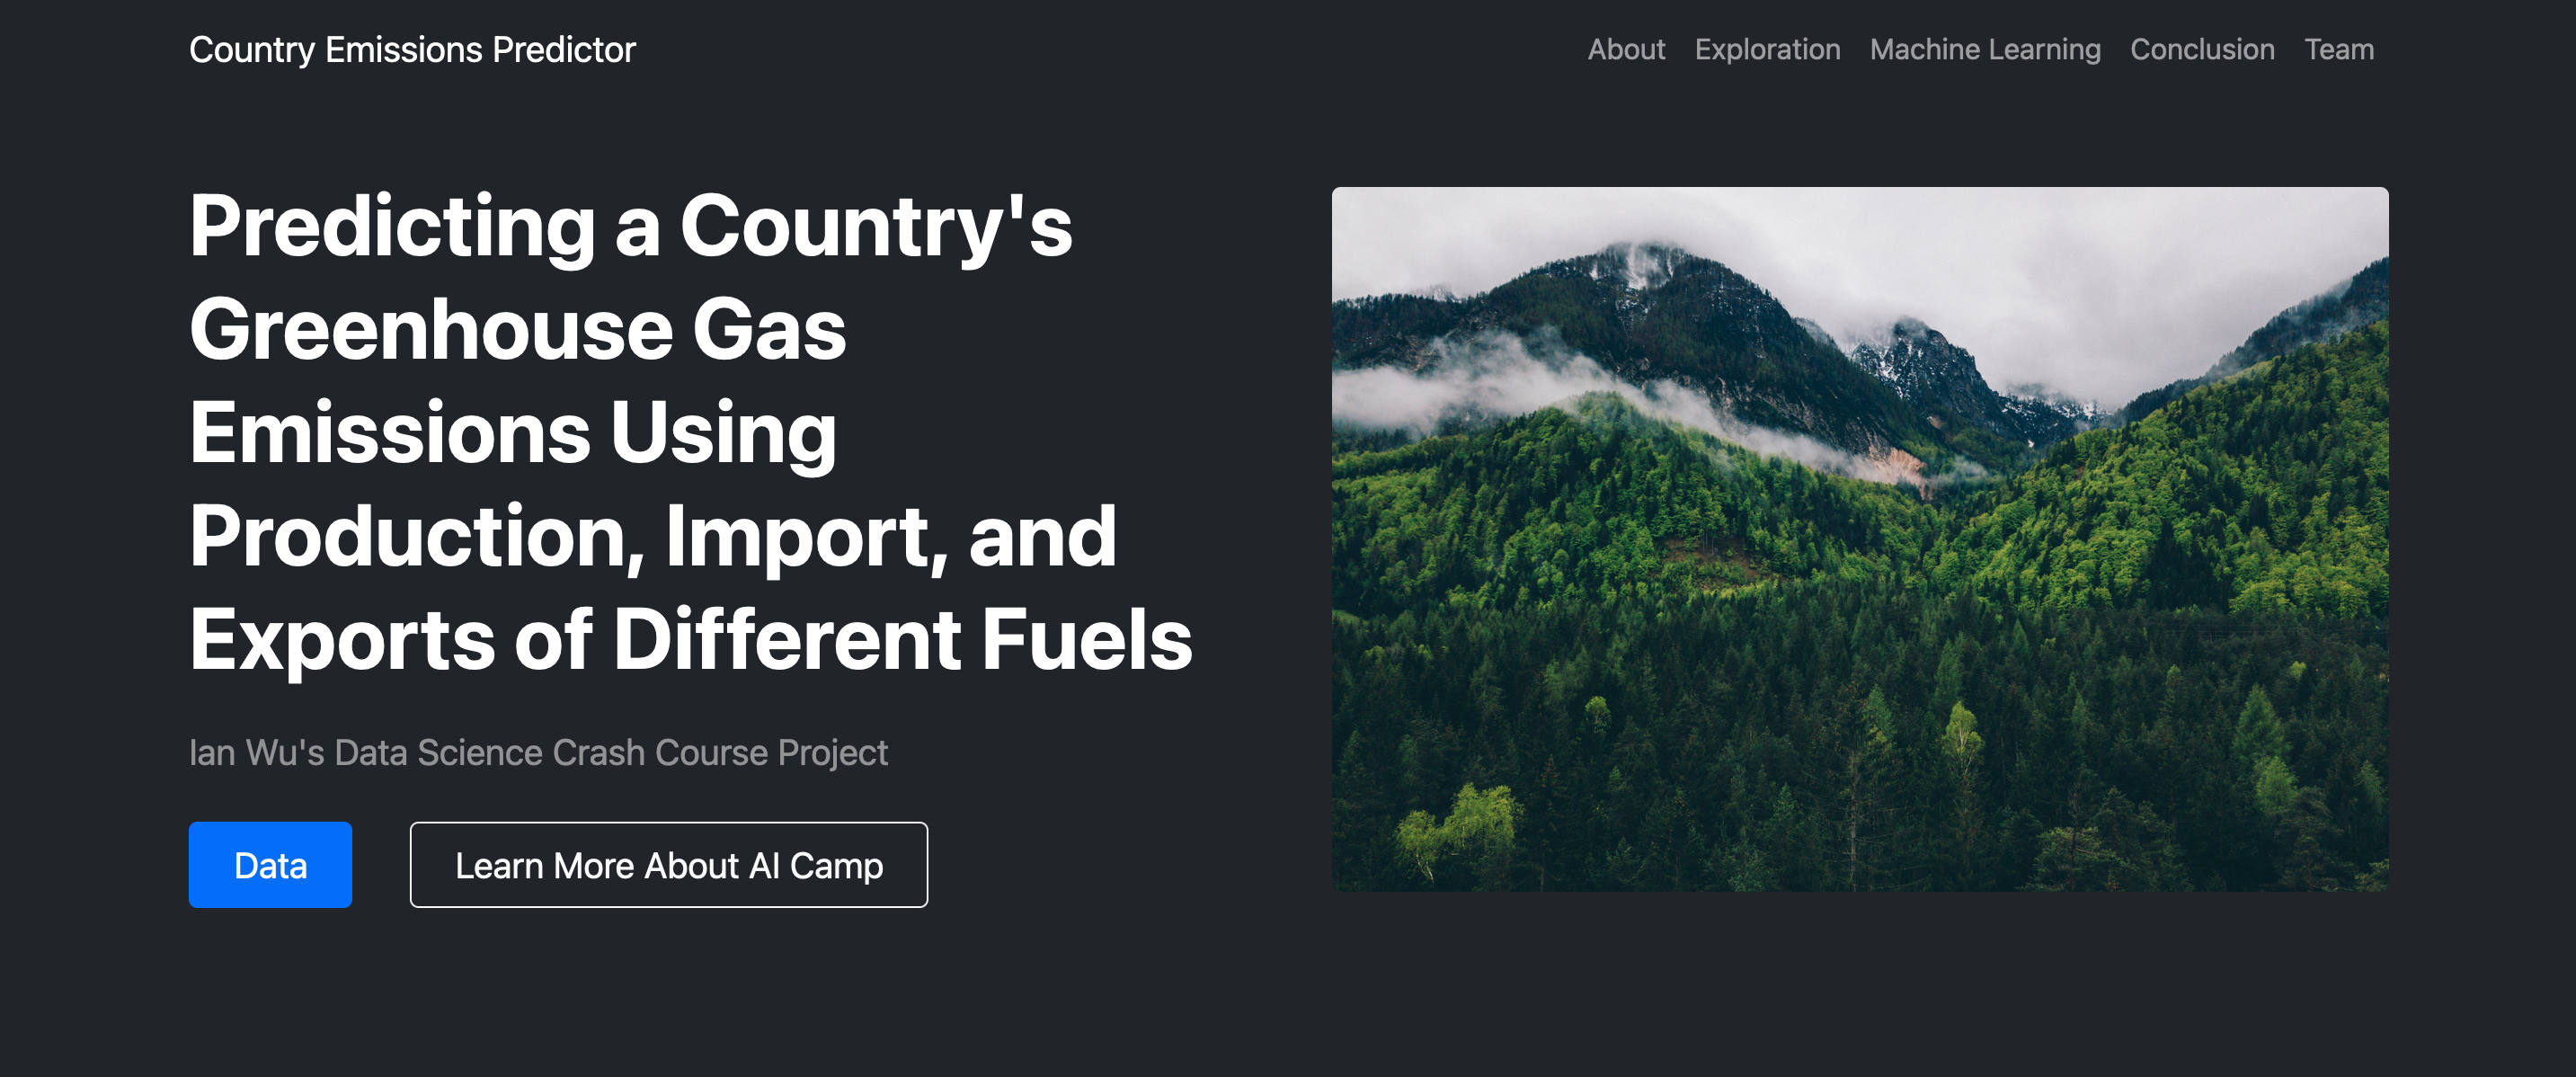 Country Emissions Predictor
About Exploration Machine Learning Conclusion Team
Predicting a Country's
Greenhouse Gas
Emissions Using
Production, Import, and
Exports of Different Fuels
Ian Wu's Data Science Crash Course Project
Data
Learn More About AI Camp